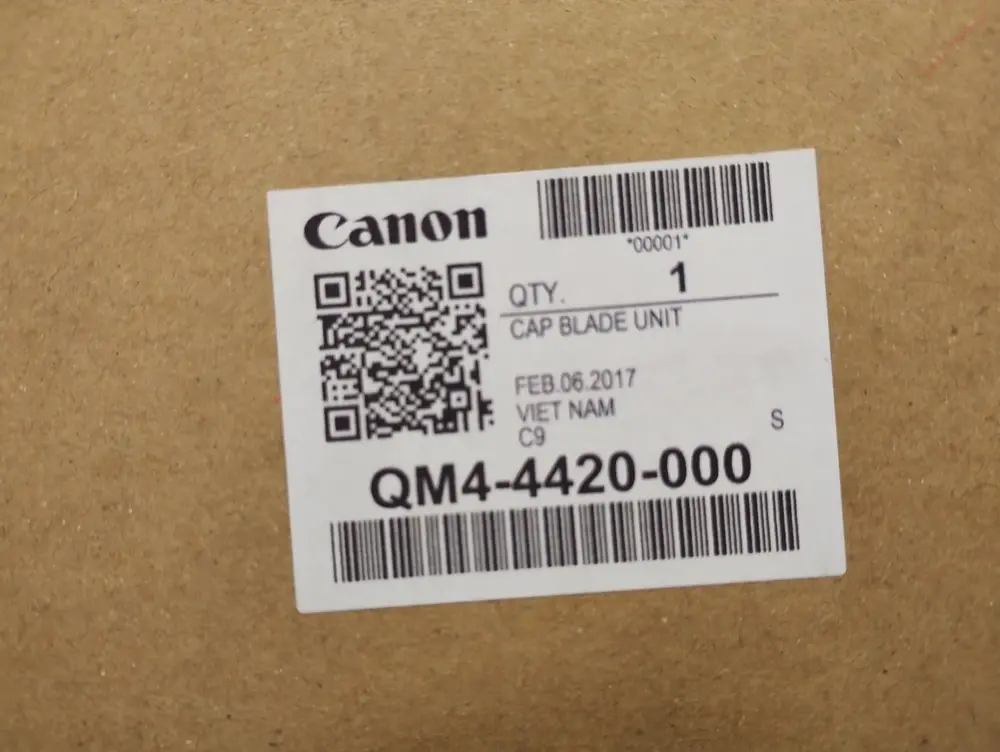 Canon
*00001*
QTY. 1
CAP BLADE UNIT
FEB.06.2017
VIET NAM
C9
S
QM4-4420-000